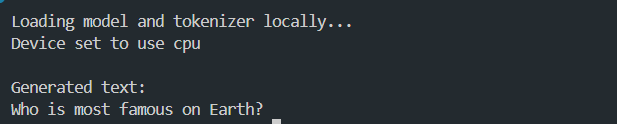 Loading model and tokenizer locally...
Device set to use cpu
Generated text:
Who is most famous on Earth?